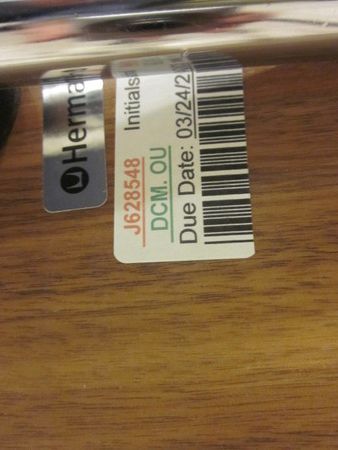 Herma
J628548 Initials
DCM. OU
Due Date: 03/24/2